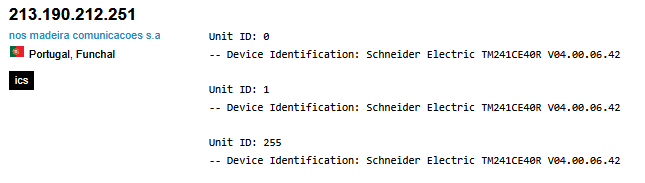 213.190.212.251
nos madeira comunicacoes s.a
Portugal, Funchal
ics
Unit ID: 0
-- Device Identification: Schneider Electric TM241CE40R V04.00.06.42
Unit ID: 1
-- Device Identification: Schneider Electric TM241CE40R V04.00.06.42
Unit ID: 255
-- Device Identification: Schneider Electric TM241CE40R V04.00.06.42